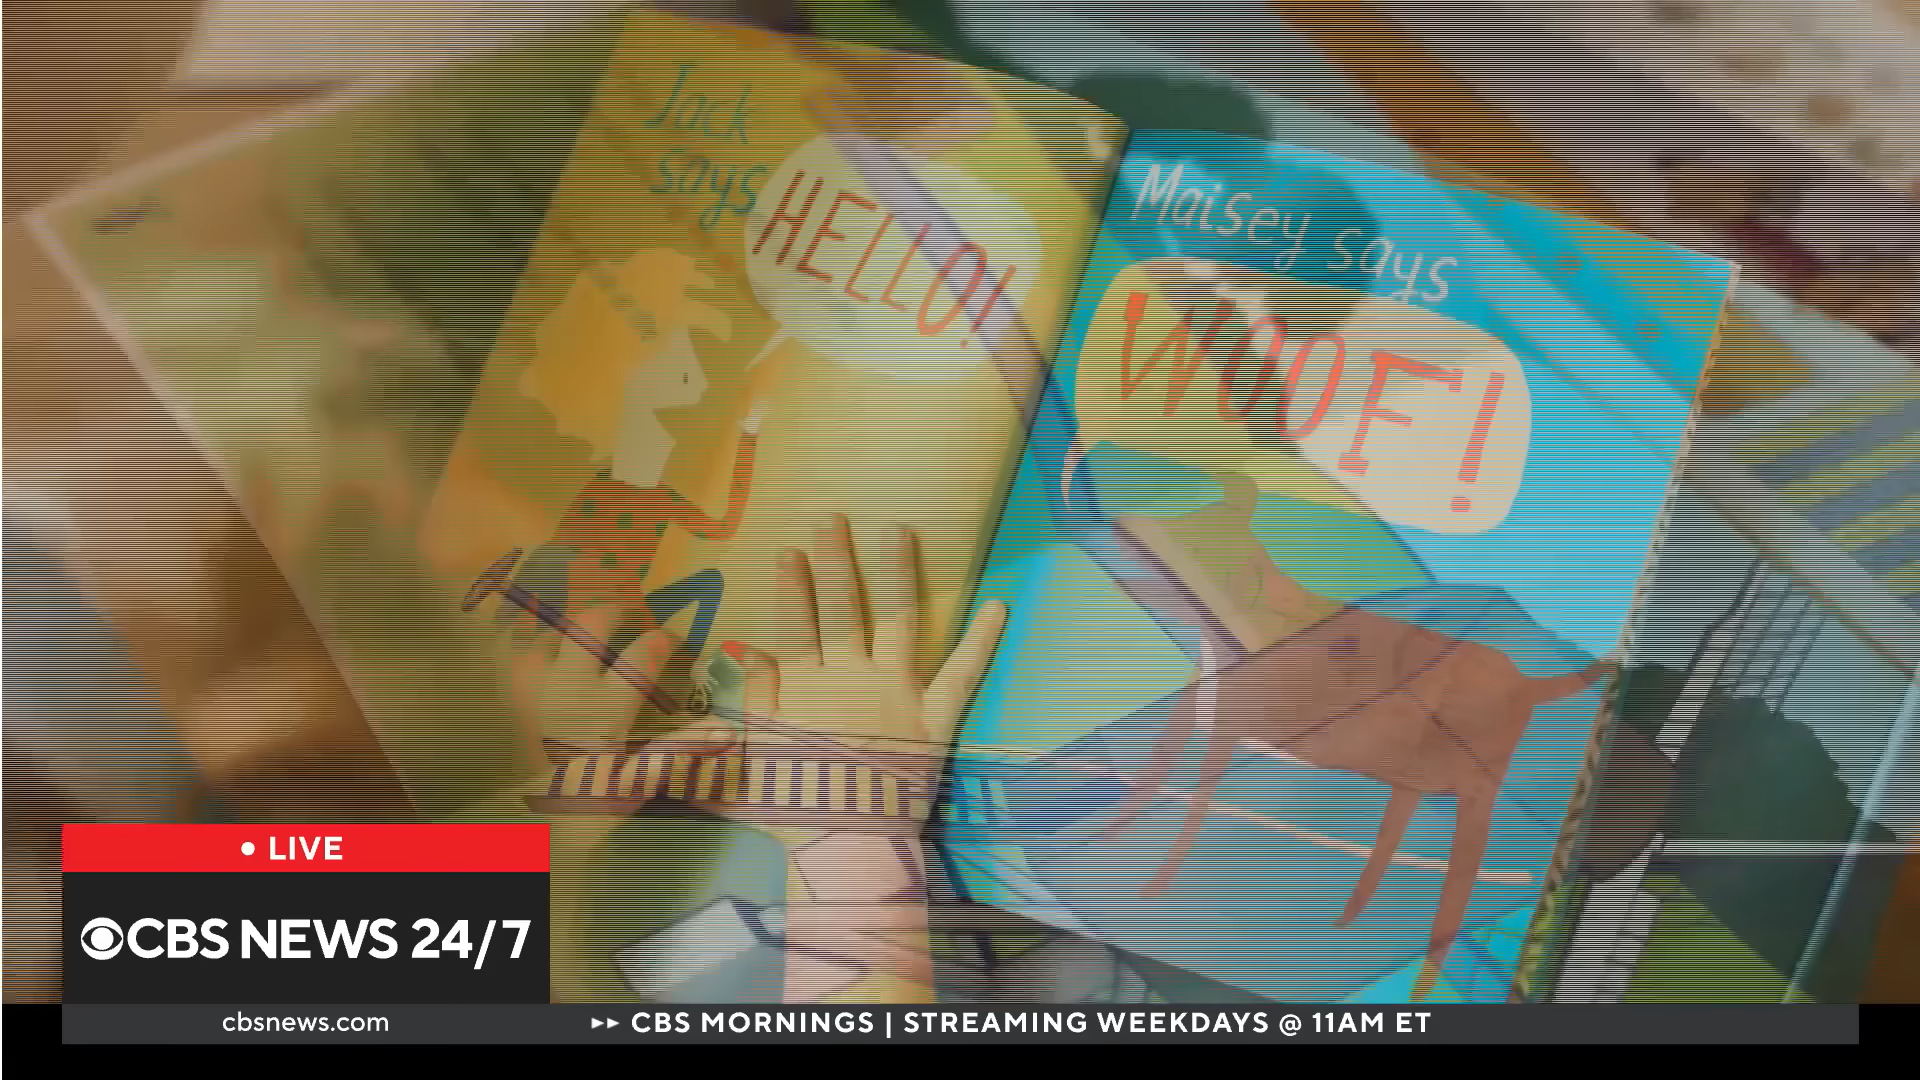 Jack
says
HELLO!
Maisey says
WOOF!
LIVE
CBS NEWS 24/7
cbsnews.com
CBS MORNINGS | STREAMING WEEKDAYS @ 11AM ET